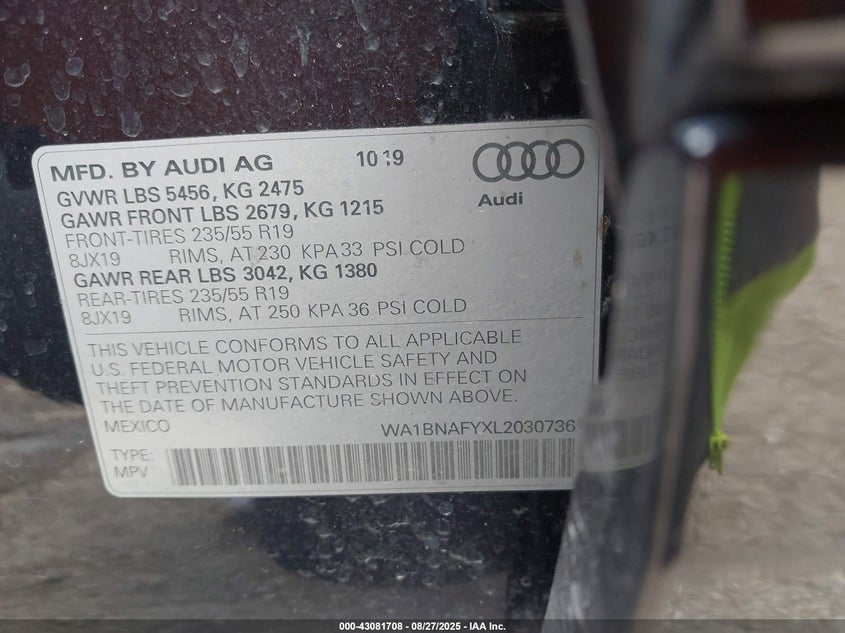 MFD. BY AUDI AG 10 19
GVWR LBS 5456, KG 2475
GAWR FRONT LBS 2679, KG 1215
Audi
FRONT-TIRES 235/55 R19
8JX19 RIMS, AT 230 KPA 33 PSI COLD
GAWR REAR LBS 3042, KG 1380
REAR-TIRES 235/55 R19
8JX19 RIMS, AT 250 KPA 36 PSI COLD
THIS VEHICLE CONFORMS TO ALL APPLICABLE
U.S. FEDERAL MOTOR VEHICLE SAFETY AND
THEFT PREVENTION STANDARDS IN EFFECT ON
THE DATE OF MANUFACTURE SHOWN ABOVE.
MEXICO WA1BNAFYXL2030736
TYPE:
MPV
000-43081708 - 08/27/2025 - IAA Inc.